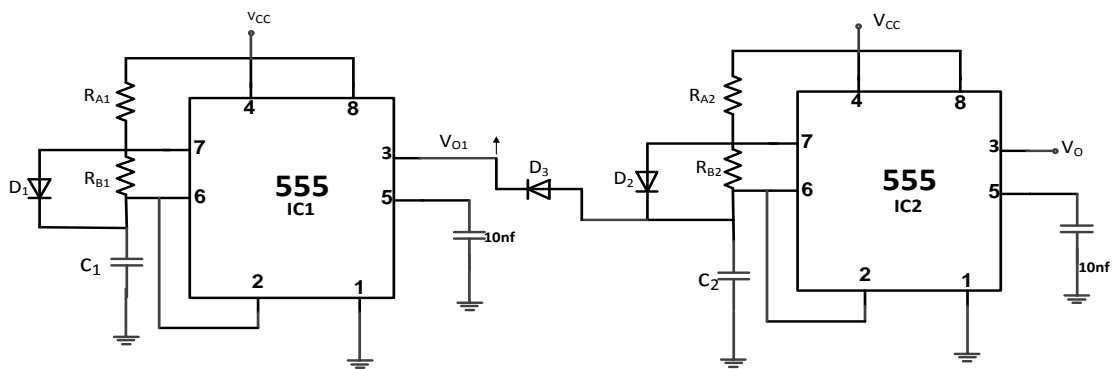 VCC
RA1
4
8
7
VO1
3
D1
RB1
6
555
IC1
5
D3
10nf
C1
2
1
VCC
RA2
4
8
7
3
VO
D2
RB2
6
555
IC2
5
10nf
C2
2
1